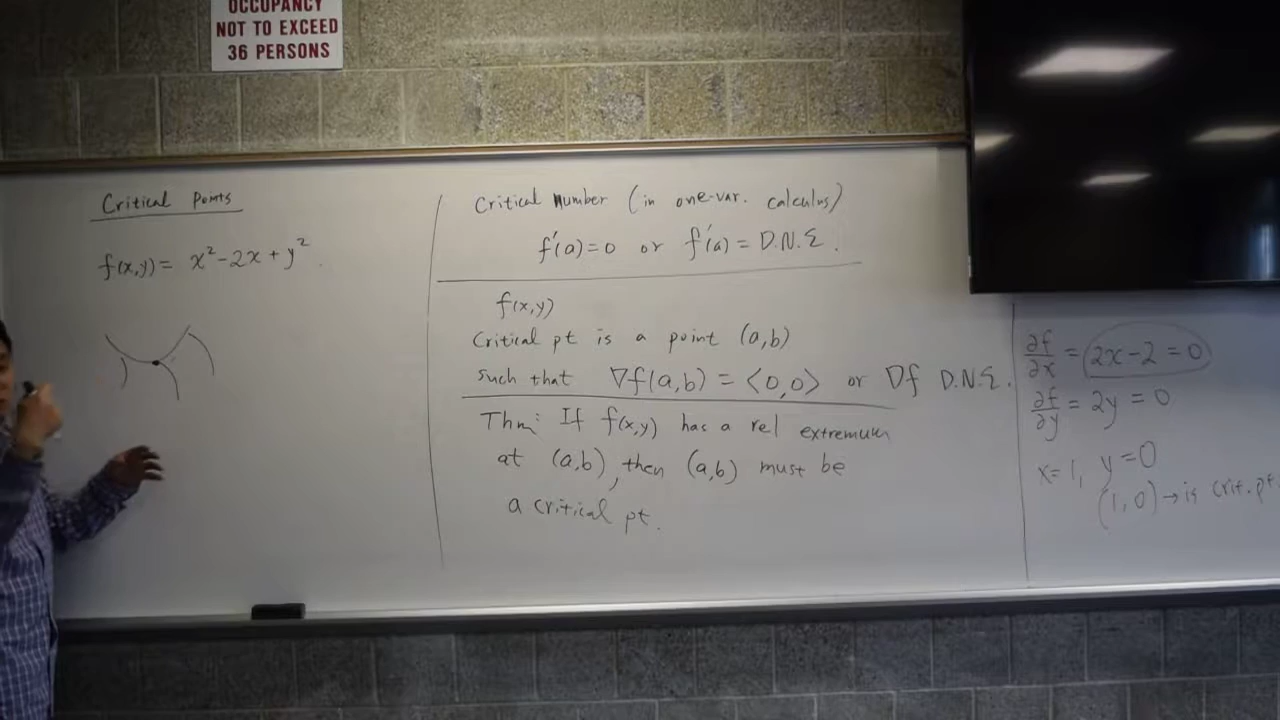 OCCUPANCY
NOT TO EXCEED
36 PERSONS
Critical Points
f(x,y) = x² - 2x + y²
Critical Number (in one-var. calculus)
f'(a) = 0 or f'(a) = D.N.E.
f(x,y)
Critical pt is a point (a,b)
such that ∇f(a,b) = <0,0> or ∇f D.N.E.
Thm: If f(x,y) has a rel extremum
at (a,b), then (a,b) must be
a critical pt.
∂f/∂x = 2x-2 = 0
∂f/∂y = 2y = 0
x=1, y=0
(1,0) → is crit. pt.